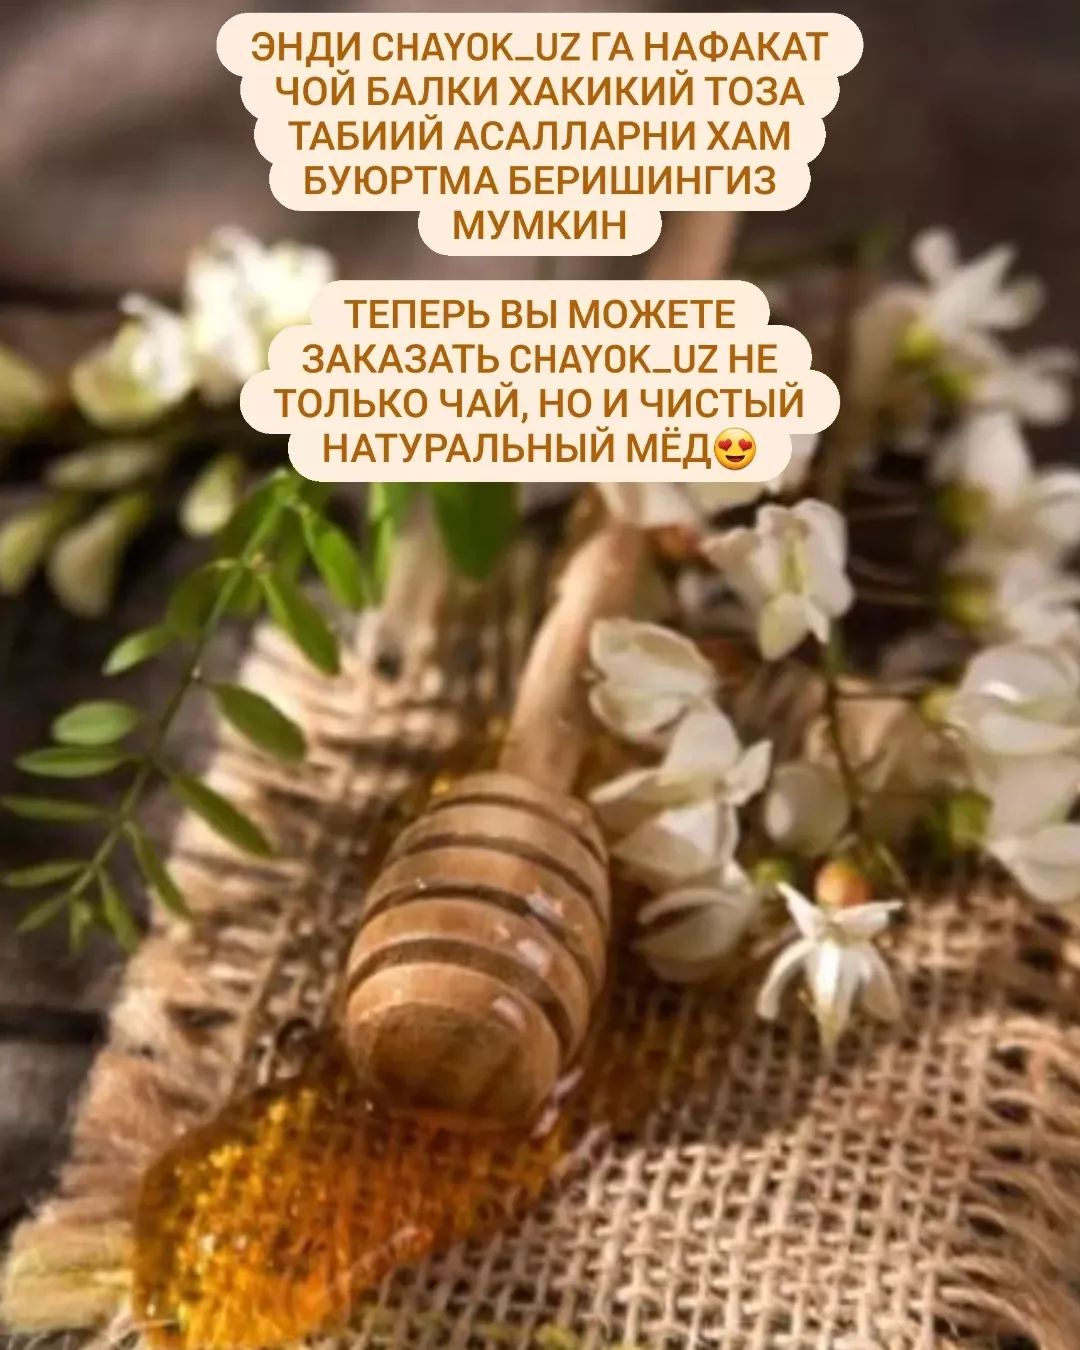 ЭНДИ CHAYOK_UZ ГА НАФАКАТ
ЧОЙ БАЛКИ ХАКИКИЙ ТОЗА
ТАБИИЙ АСАЛЛАРНИ ХАМ
БУЮРТМА БЕРИШИНГИЗ
МУМКИН
ТЕПЕРЬ ВЫ МОЖЕТЕ
ЗАКАЗАТЬ CHAYOK_UZ НЕ
ТОЛЬКО ЧАЙ, НО И ЧИСТЫЙ
НАТУРАЛЬНЫЙ МЁД😍